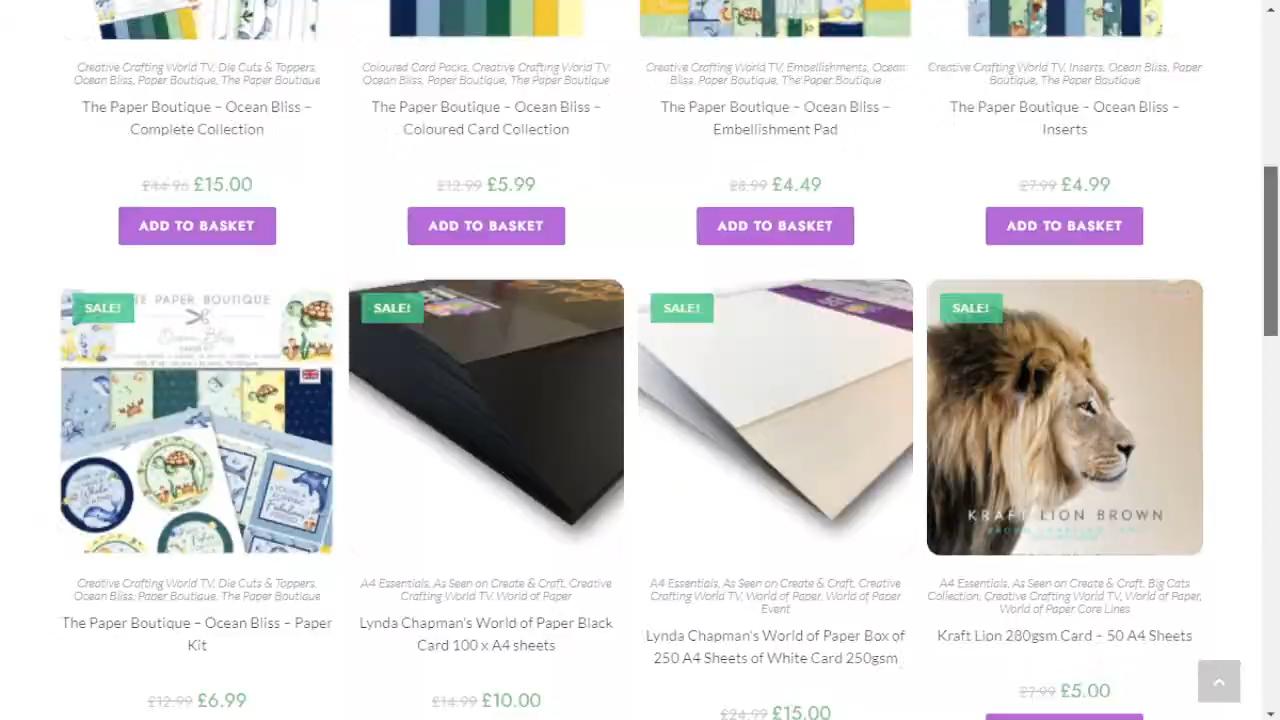 Creative Crafting World TV, Die Cuts & Toppers,
Ocean Bliss, Paper Boutique, The Paper Boutique
The Paper Boutique – Ocean Bliss –
Complete Collection
£44.96 £15.00
ADD TO BASKET
Coloured Card Packs, Creative Crafting World TV,
Ocean Bliss, Paper Boutique, The Paper Boutique
The Paper Boutique – Ocean Bliss –
Coloured Card Collection
£12.99 £5.99
ADD TO BASKET
Creative Crafting World TV, Embellishments, Ocean
Bliss, Paper Boutique, The Paper Boutique
The Paper Boutique – Ocean Bliss –
Embellishment Pad
£8.99 £4.49
ADD TO BASKET
Creative Crafting World TV, Inserts, Ocean Bliss, Paper
Boutique, The Paper Boutique
The Paper Boutique – Ocean Bliss –
Inserts
£7.99 £4.99
ADD TO BASKET
SALE!
THE PAPER BOUTIQUE
Ocean Bliss
Creative Crafting World TV, Die Cuts & Toppers,
Ocean Bliss, Paper Boutique, The Paper Boutique
The Paper Boutique – Ocean Bliss – Paper
Kit
£12.99 £6.99
SALE!
A4 Essentials, As Seen on Create & Craft, Creative
Crafting World TV, World of Paper
Lynda Chapman's World of Paper Black
Card 100 x A4 sheets
£14.99 £10.00
SALE!
A4 Essentials, As Seen on Create & Craft, Creative
Crafting World TV, World of Paper, World of Paper
Event
Lynda Chapman's World of Paper Box of
250 A4 Sheets of White Card 250gsm
£24.99 £15.00
SALE!
KRAFT LION BROWN
A4 Essentials, As Seen on Create & Craft, Big Cats
Collection, Creative Crafting World TV, World of Paper,
World of Paper Core Lines
Kraft Lion 280gsm Card – 50 A4 Sheets
£7.99 £5.00